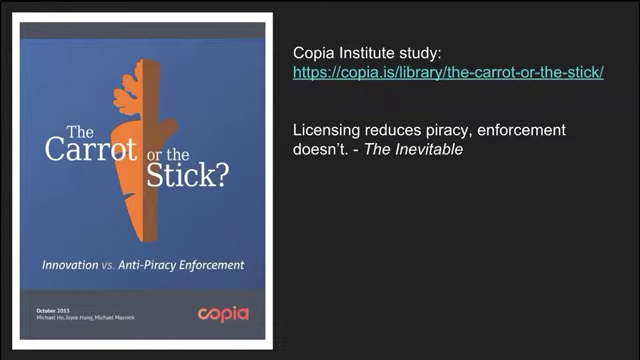 The
Carrot or the
Stick?
Innovation vs. Anti-Piracy Enforcement
October 2015
Michael Ho, Joyce Hung, Michael Masnick
copia
Copia Institute study:
https://copia.is/library/the-carrot-or-the-stick/
Licensing reduces piracy, enforcement
doesn't. - The Inevitable